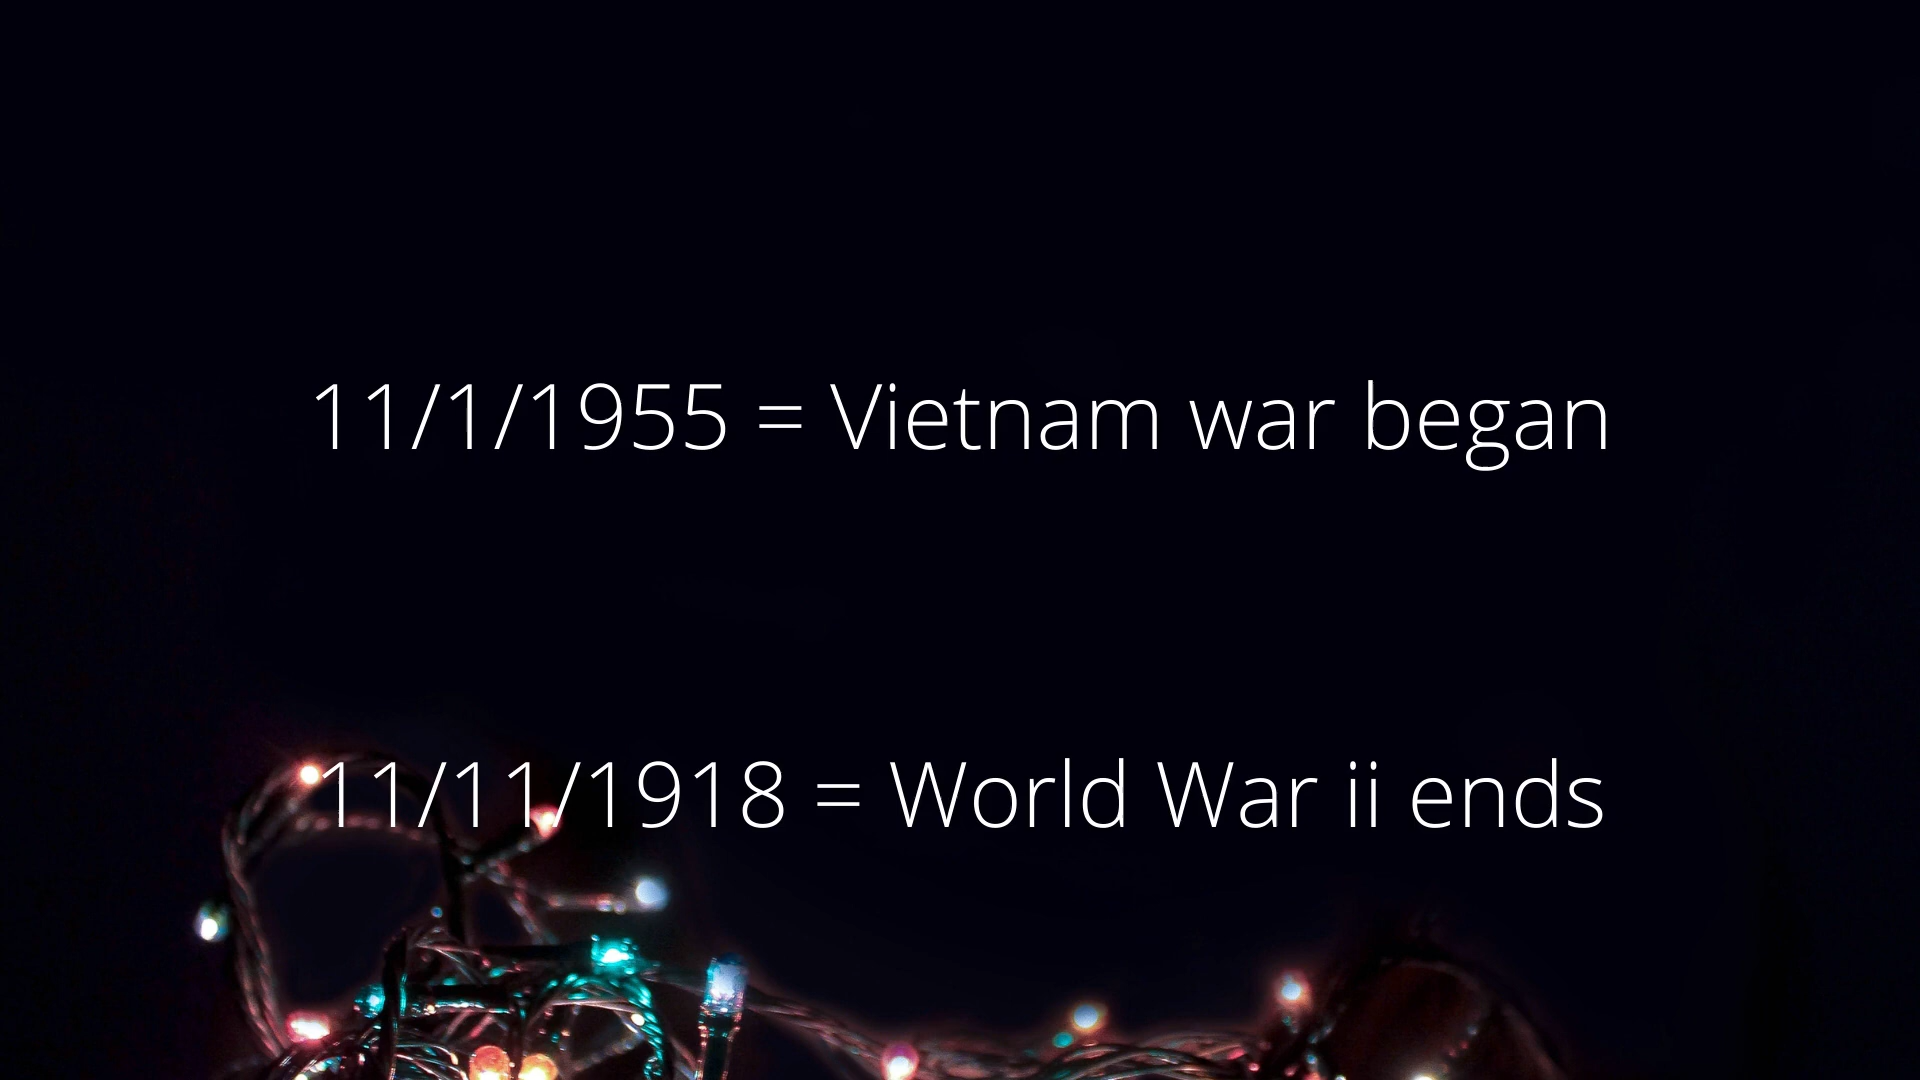 11/1/1955 = Vietnam war began
11/11/1918 = World War ii ends